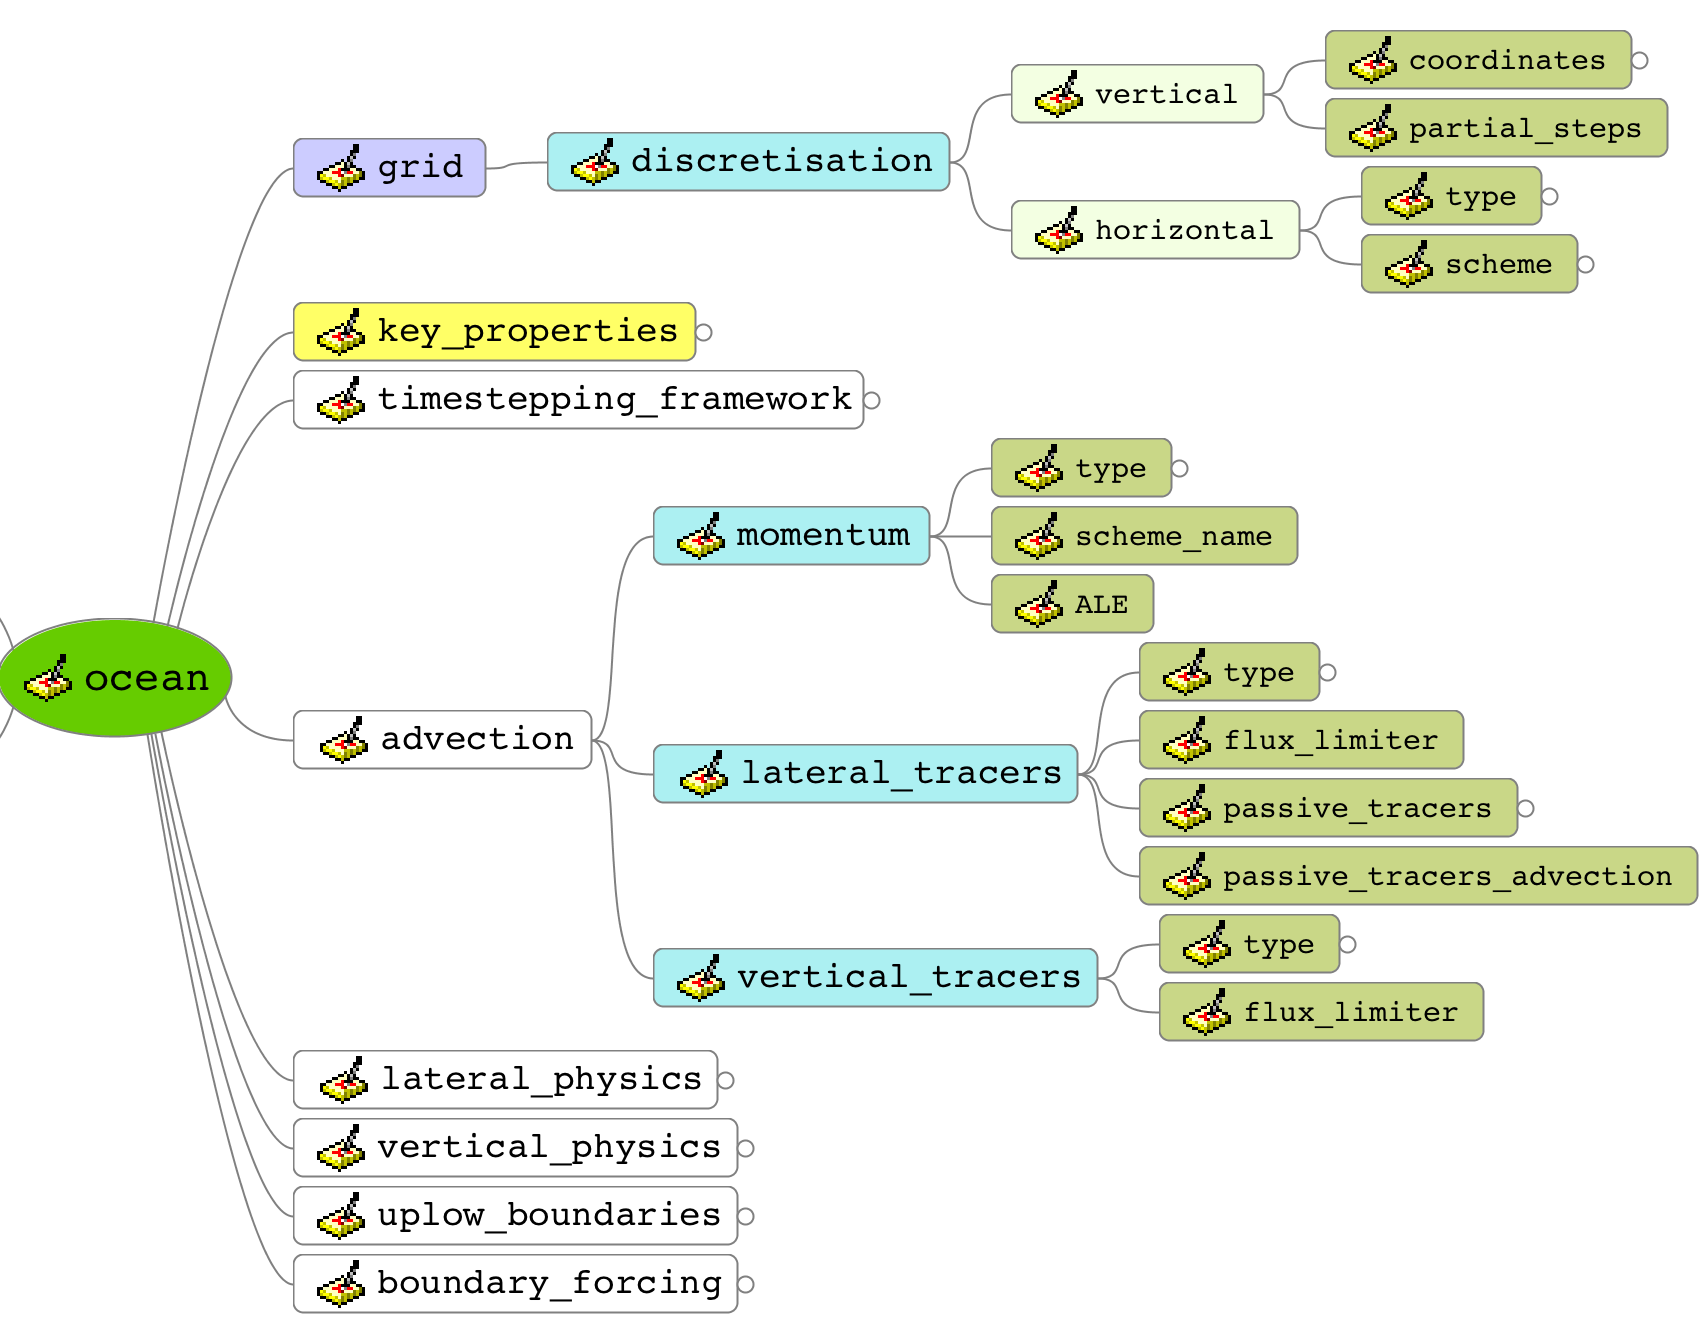 ocean
grid
discretisation
vertical
coordinates
partial_steps
horizontal
type
scheme
key_properties
timestepping_framework
advection
momentum
type
scheme_name
ALE
lateral_tracers
type
flux_limiter
passive_tracers
passive_tracers_advection
vertical_tracers
type
flux_limiter
lateral_physics
vertical_physics
uplow_boundaries
boundary_forcing